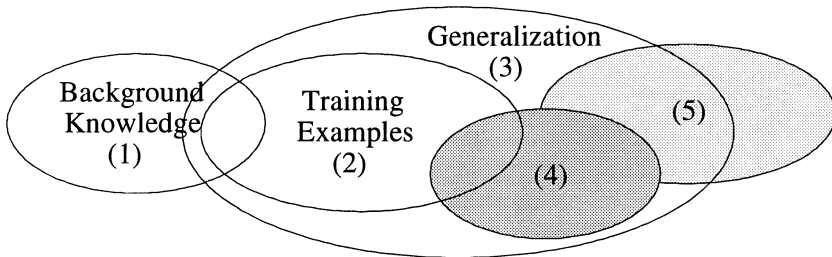 Generalization
(3)
Background
Knowledge
(1)
Training
Examples
(2)
(4)
(5)